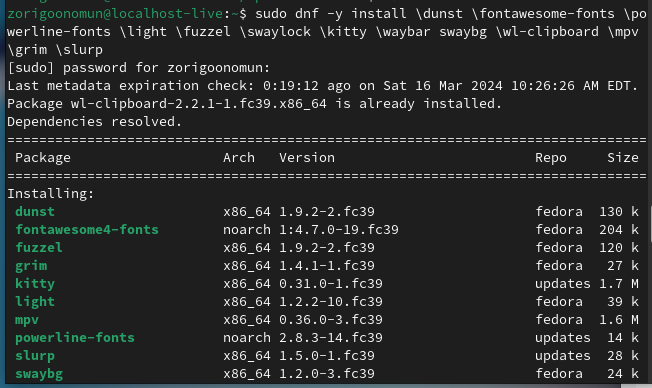 zorigoonomun@localhost-live:~$ sudo dnf -y install \dunst \fontawesome-fonts \po
werline-fonts \light \fuzzel \swaylock \kitty \waybar swaybg \wl-clipboard \mpv
\grim \slurp
[sudo] password for zorigoonomun:
Last metadata expiration check: 0:19:12 ago on Sat 16 Mar 2024 10:26:26 AM EDT.
Package wl-clipboard-2.2.1-1.fc39.x86_64 is already installed.
Dependencies resolved.
================================================================================
Package Arch Version Repo Size
================================================================================
Installing:
dunst x86_64 1.9.2-2.fc39 fedora 130 k
fontawesome4-fonts noarch 1:4.7.0-19.fc39 fedora 204 k
fuzzel x86_64 1.9.2-2.fc39 fedora 120 k
grim x86_64 1.4.1-1.fc39 fedora 27 k
kitty x86_64 0.31.0-1.fc39 updates 1.7 M
light x86_64 1.2.2-10.fc39 fedora 39 k
mpv x86_64 0.36.0-3.fc39 fedora 1.6 M
powerline-fonts noarch 2.8.3-14.fc39 updates 14 k
slurp x86_64 1.5.0-1.fc39 updates 28 k
swaybg x86_64 1.2.0-3.fc39 fedora 24 k